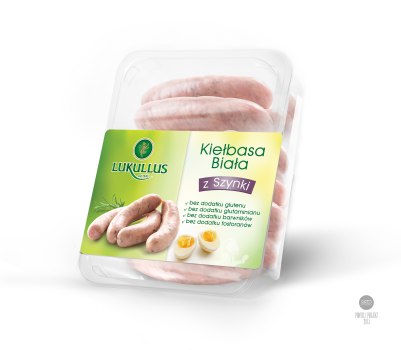 LUKULLUS
Kiełbasa
Biała
z Szynki
bez dodatku glutenu
bez dodatku glutaminianu
bez dodatku barwników
bez dodatku fosforanów